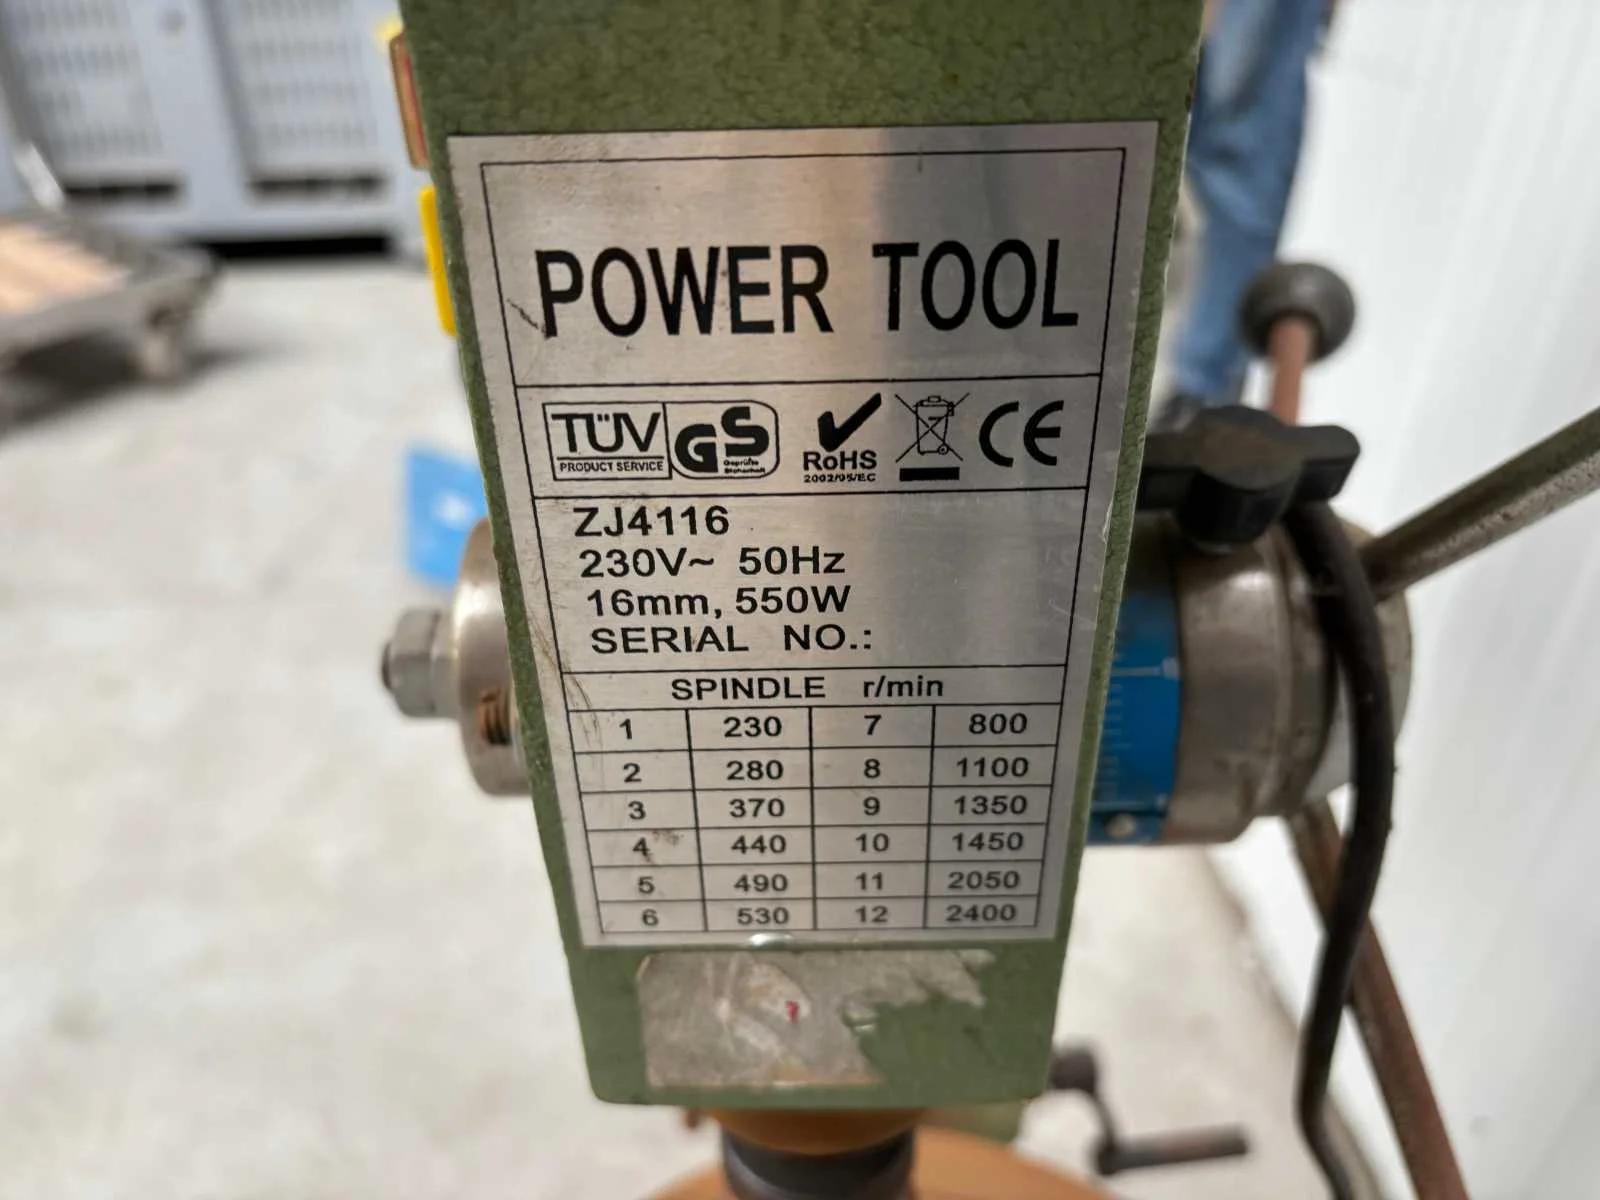 POWER TOOL
TÜV
PRODUCT SERVICE
GS
Geprüfte
Sicherheit
RoHS
2002/95/EC
CE
ZJ4116
230V~ 50Hz
16mm, 550W
SERIAL NO.:
SPINDLE r/min
1 230 7 800
2 280 8 1100
3 370 9 1350
4 440 10 1450
5 490 11 2050
6 530 12 2400